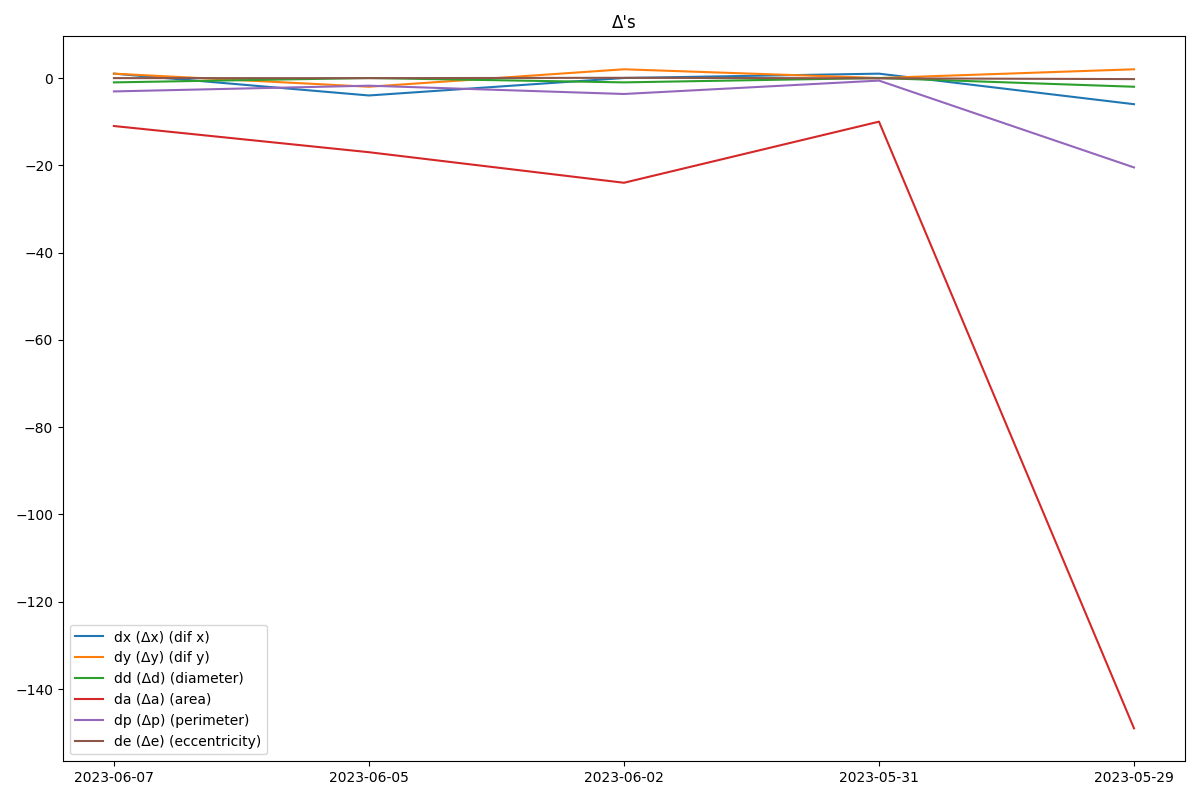 Δ's
0
−20
−40
−60
−80
−100
−120
−140
dx (Δx) (dif x)
dy (Δy) (dif y)
dd (Δd) (diameter)
da (Δa) (area)
dp (Δp) (perimeter)
de (Δe) (eccentricity)
2023-06-07 2023-06-05 2023-06-02 2023-05-31 2023-05-29